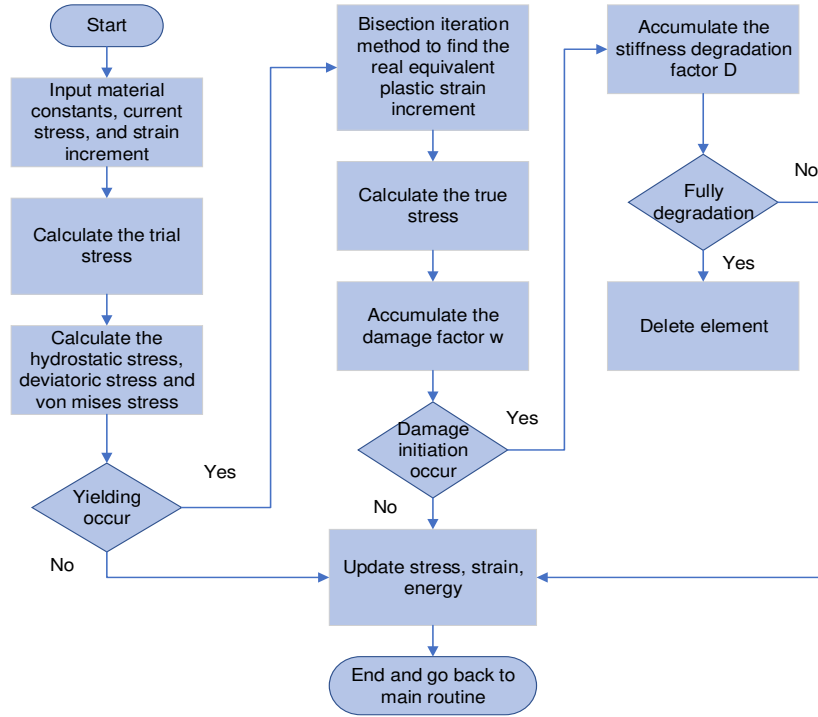 Start
Input material
constants, current
stress, and strain
increment
Calculate the trial
stress
Calculate the
hydrostatic stress,
deviatoric stress and
von mises stress
Yielding
occur
Yes
No
Bisection iteration
method to find the
real equivalent
plastic strain
increment
Calculate the true
stress
Accumulate the
damage factor w
Damage
initiation
occur
Yes
No
Update stress, strain,
energy
End and go back to
main routine
Accumulate the
stiffness degradation
factor D
Fully
degradation
No
Yes
Delete element